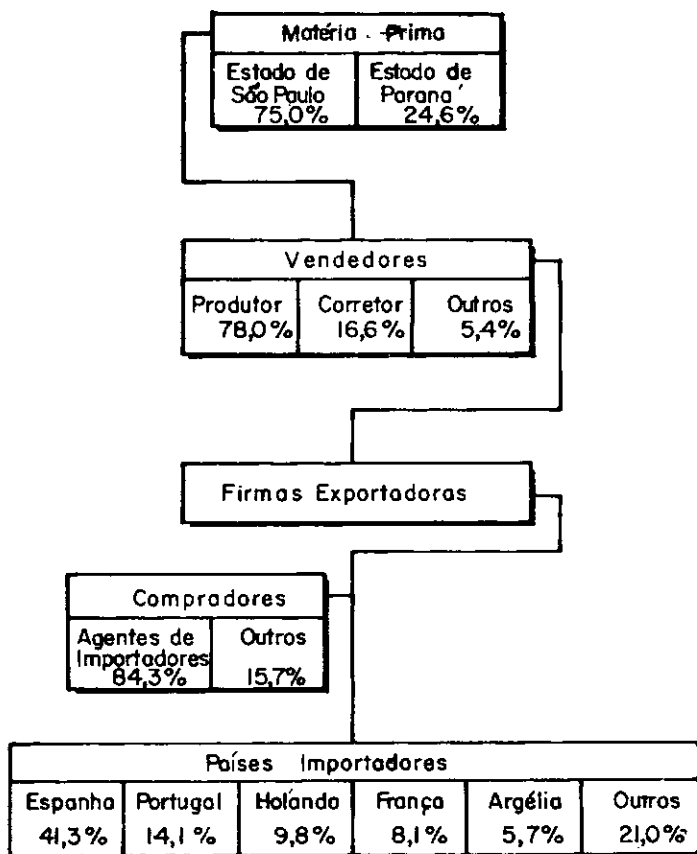 Matéria - Prima
Estado de São Paulo 75,0%
Estado de Paraná 24,6%
Vendedores
Produtor 78,0%
Corretor 16,6%
Outros 5,4%
Firmas Exportadoras
Compradores
Agentes de Importadores 84,3%
Outros 15,7%
Países Importadores
Espanha Portugal Holanda França Argélia Outros
41,3% 14,1% 9,8% 8,1% 5,7% 21,0%